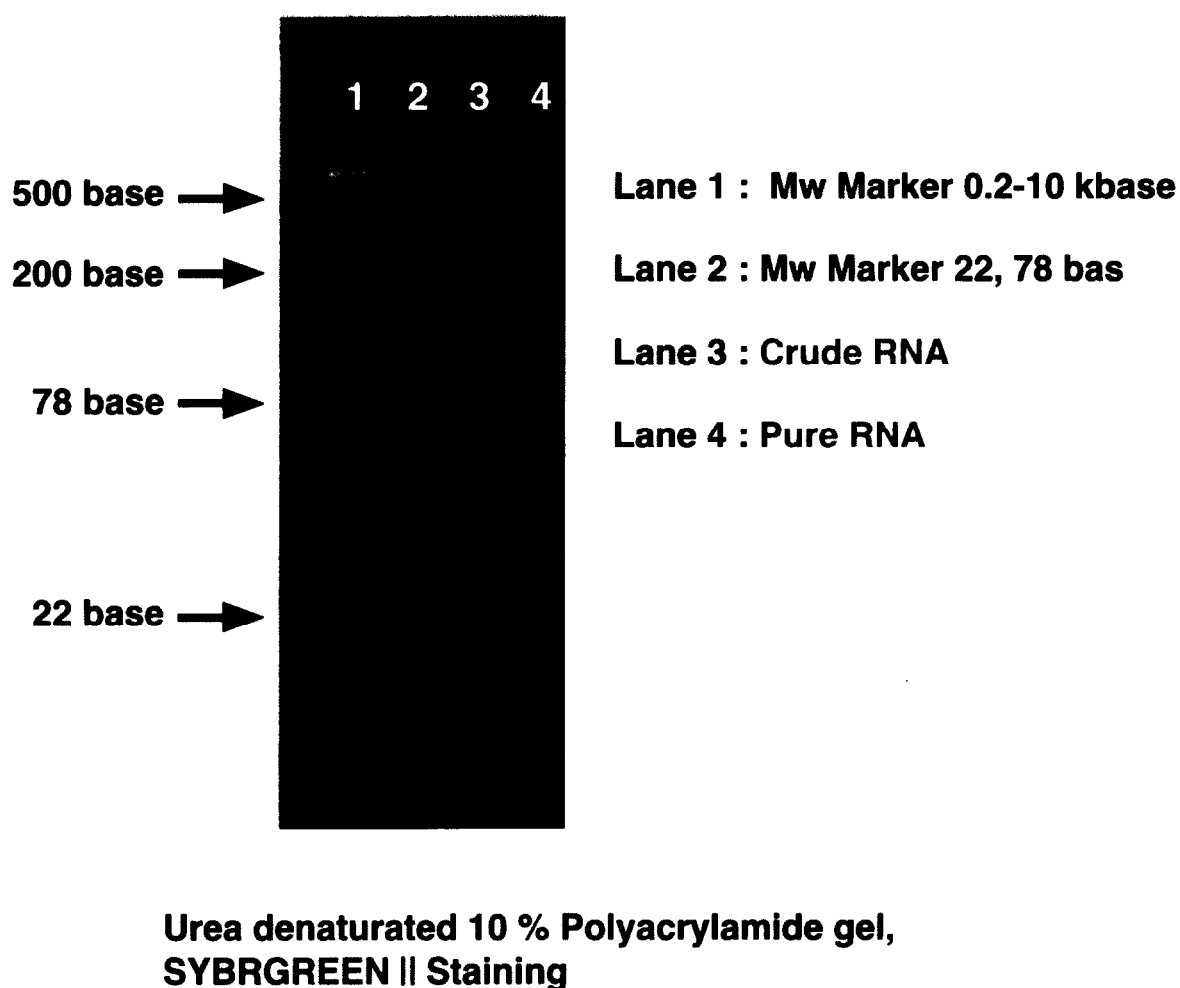 1 2 3 4
500 base
200 base
78 base
22 base
Lane 1 : Mw Marker 0.2-10 kbase
Lane 2 : Mw Marker 22, 78 bas
Lane 3 : Crude RNA
Lane 4 : Pure RNA
Urea denaturated 10 % Polyacrylamide gel,
SYBRGREEN || Staining